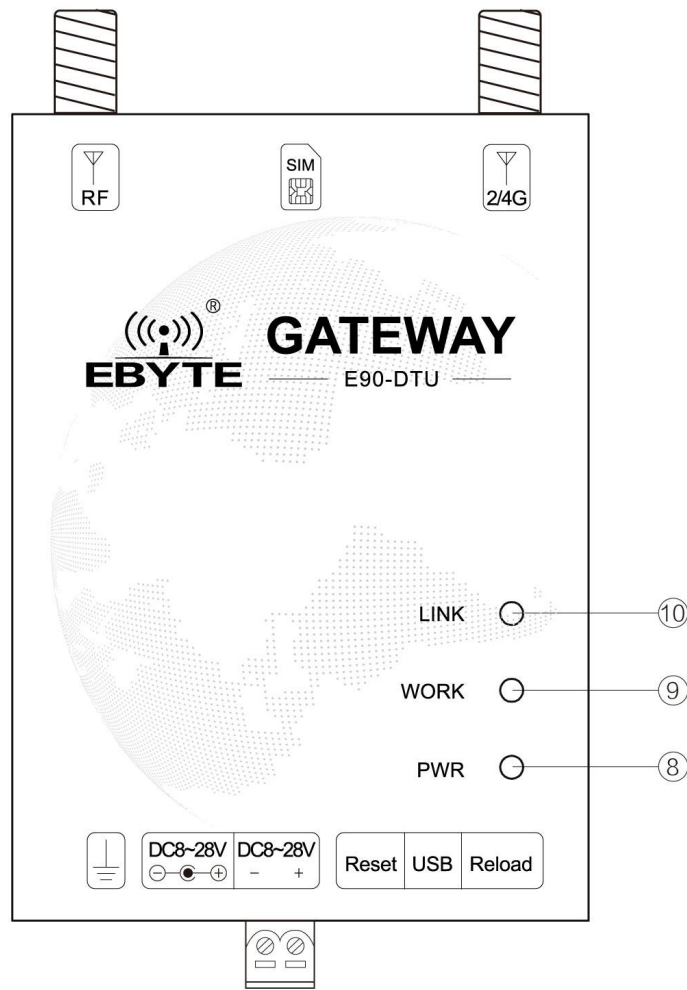 RF
SIM
2/4G
EBYTE®
GATEWAY
E90-DTU
LINK ⑩
WORK ⑨
PWR ⑧
DC8~28V DC8~28V
- + - +
Reset USB Reload